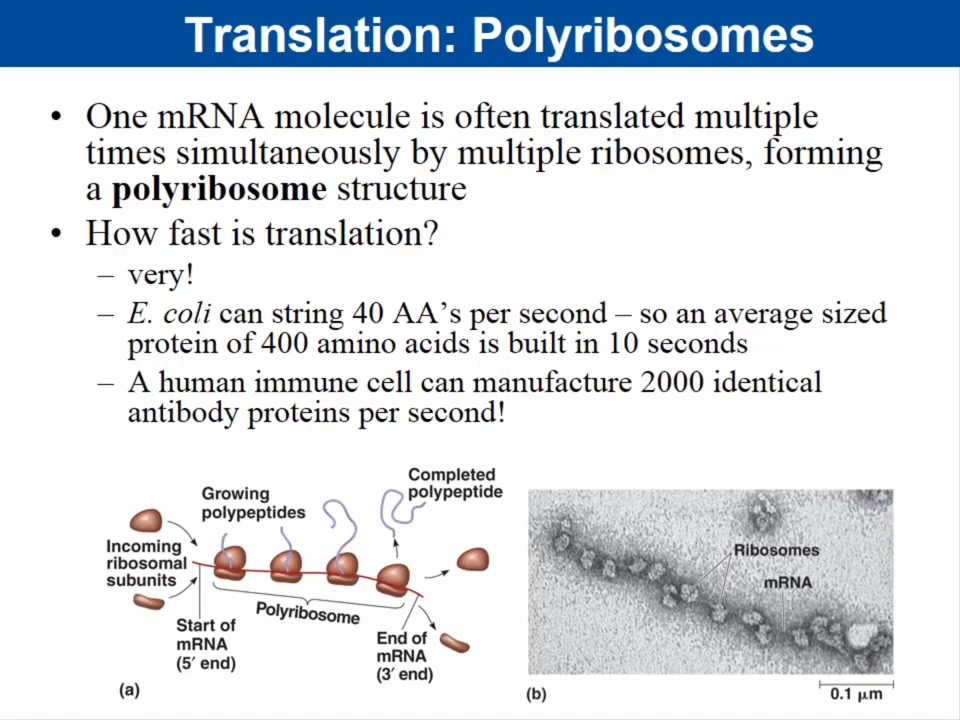 Translation: Polyribosomes
• One mRNA molecule is often translated multiple
times simultaneously by multiple ribosomes, forming
a polyribosome structure
• How fast is translation?
– very!
– E. coli can string 40 AA’s per second – so an average sized
protein of 400 amino acids is built in 10 seconds
– A human immune cell can manufacture 2000 identical
antibody proteins per second!
Growing
polypeptides
Completed
polypeptide
Incoming
ribosomal
subunits
Polyribosome
Start of
mRNA
(5′ end)
End of
mRNA
(3′ end)
(a)
Ribosomes
mRNA
(b)
0.1 μm